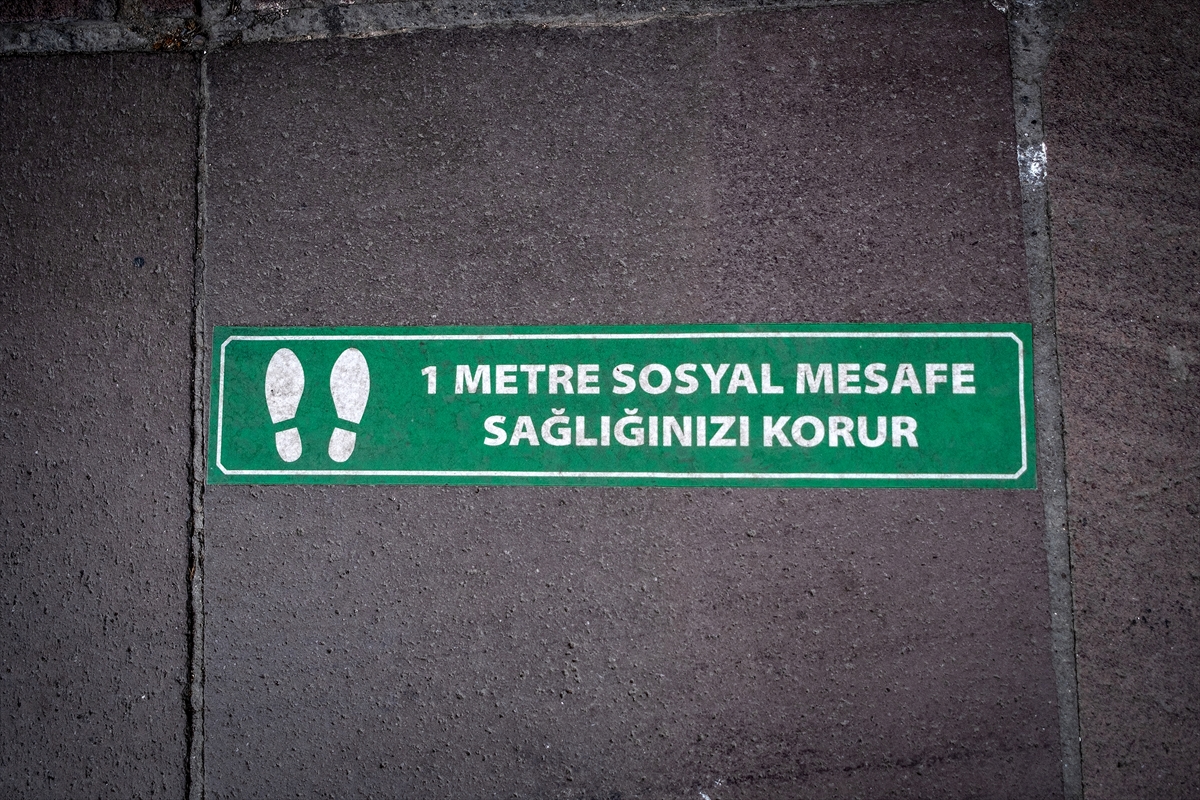 1 METRE SOSYAL MESAFE
SAĞLIĞINIZI KORUR